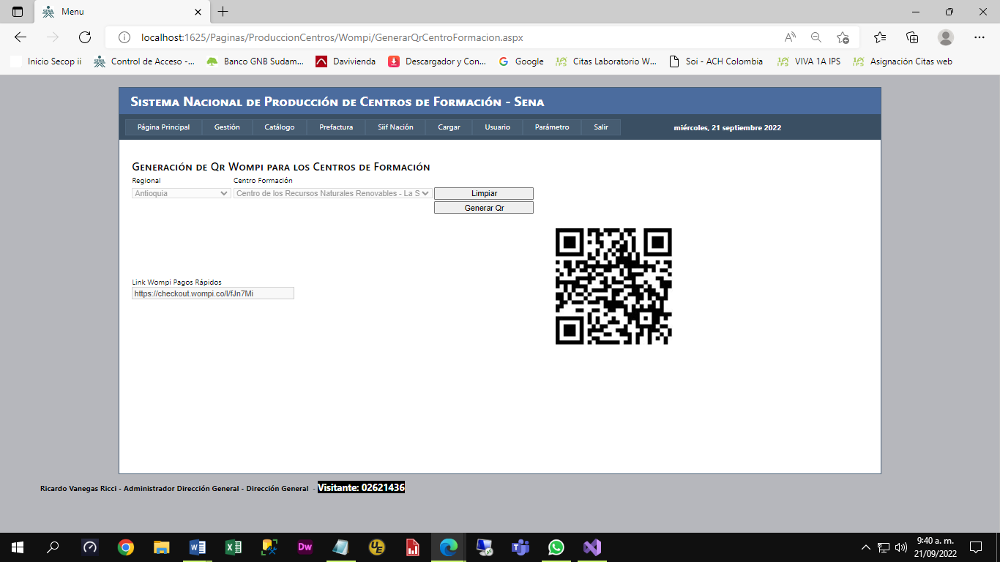 Menu
localhost:1625/Paginas/ProduccionCentros/Wompi/GenerarQrCentroFormacion.aspx
Inicio Secop ii
Control de Acceso -...
Banco GNB Sudam...
Davivienda
Descargador y Con...
Google
Citas Laboratorio W...
Soi - ACH Colombia
VIVA 1A IPS
Asignación Citas web
Sistema Nacional de Producción de Centros de Formación - Sena
Página Principal
Gestión
Catálogo
Prefactura
Siif Nación
Cargar
Usuario
Parámetro
Salir
miércoles, 21 septiembre 2022
Generación de Qr Wompi para los Centros de Formación
Regional
Centro Formación
Antioquia
Centro de los Recursos Naturales Renovables - La S
Limpiar
Generar Qr
Link Wompi Pagos Rápidos
https://checkout.wompi.co/l/fJn7Mi
Ricardo Vanegas Ricci - Administrador Dirección General - Dirección General - Visitante: 02621436
Dw
UE
9:40 a. m.
21/09/2022